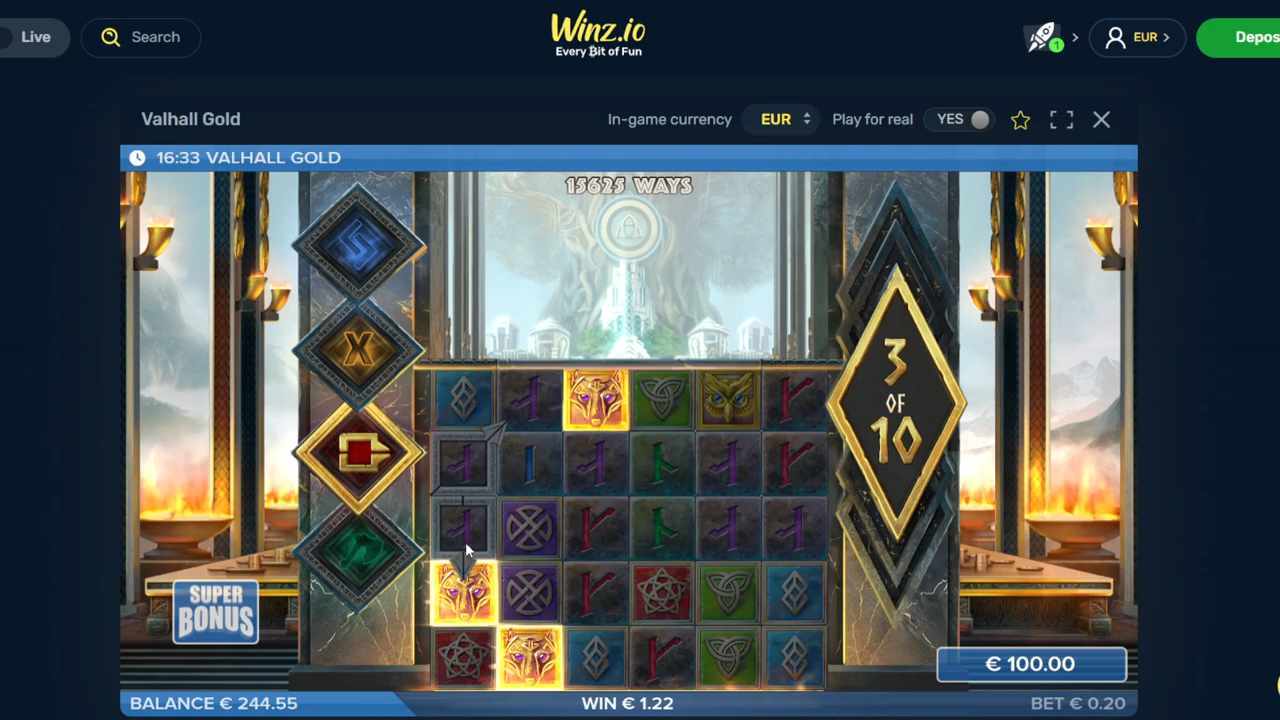 Live
Search
Winz.io
Every ₿it of Fun
1
EUR >
Depos
Valhall Gold
In-game currency
EUR
Play for real
YES
16:33 VALHALL GOLD
15625 WAYS
X
3
OF
10
SUPER
BONUS
€ 100.00
BALANCE € 244.55
WIN € 1.22
BET € 0.20